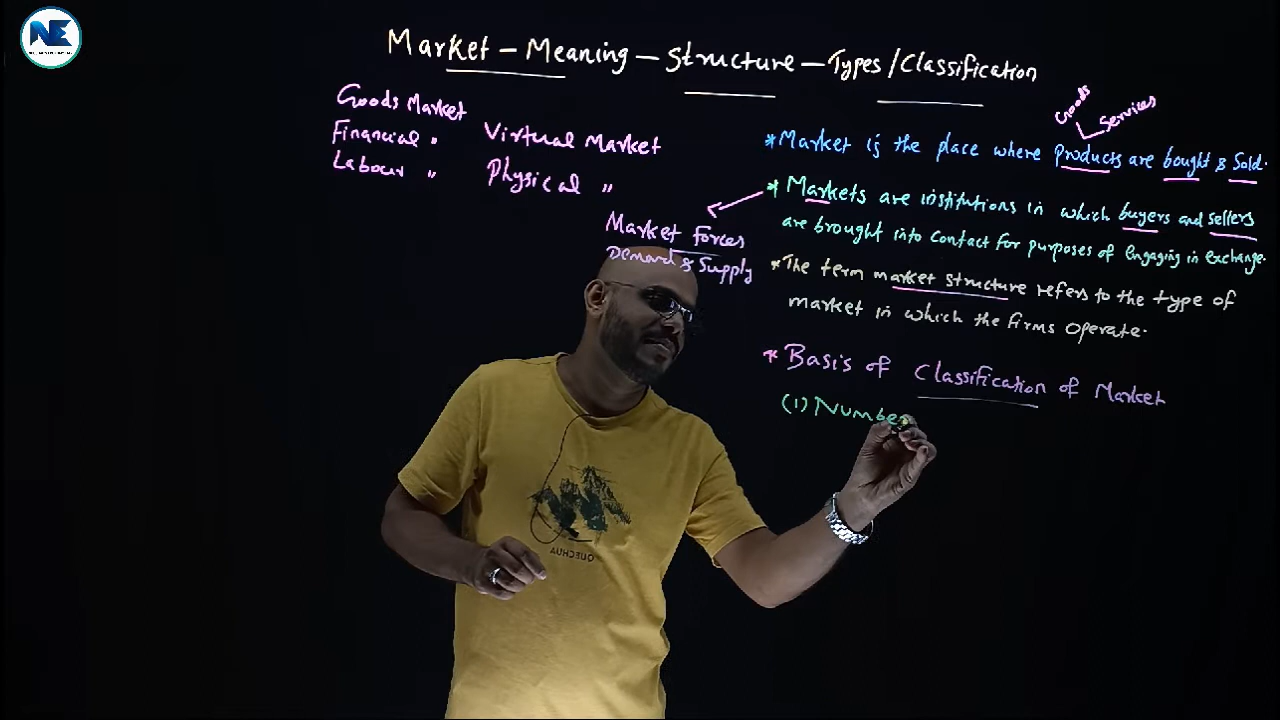 NE
Market – Meaning – Structure – Types / Classification
Goods Market
Financial "
Labour "
Virtual Market
Physical "
Goods
Services
* Market is the place where Products are bought & Sold.
* Markets are institutions in which buyers and sellers
are brought into Contact for purposes of engaging in exchange.
Market forces
Demand & Supply
* The term market structure refers to the type of
market in which the firms operate.
* Basis of Classification of Market
(1) Number
QUECHUA